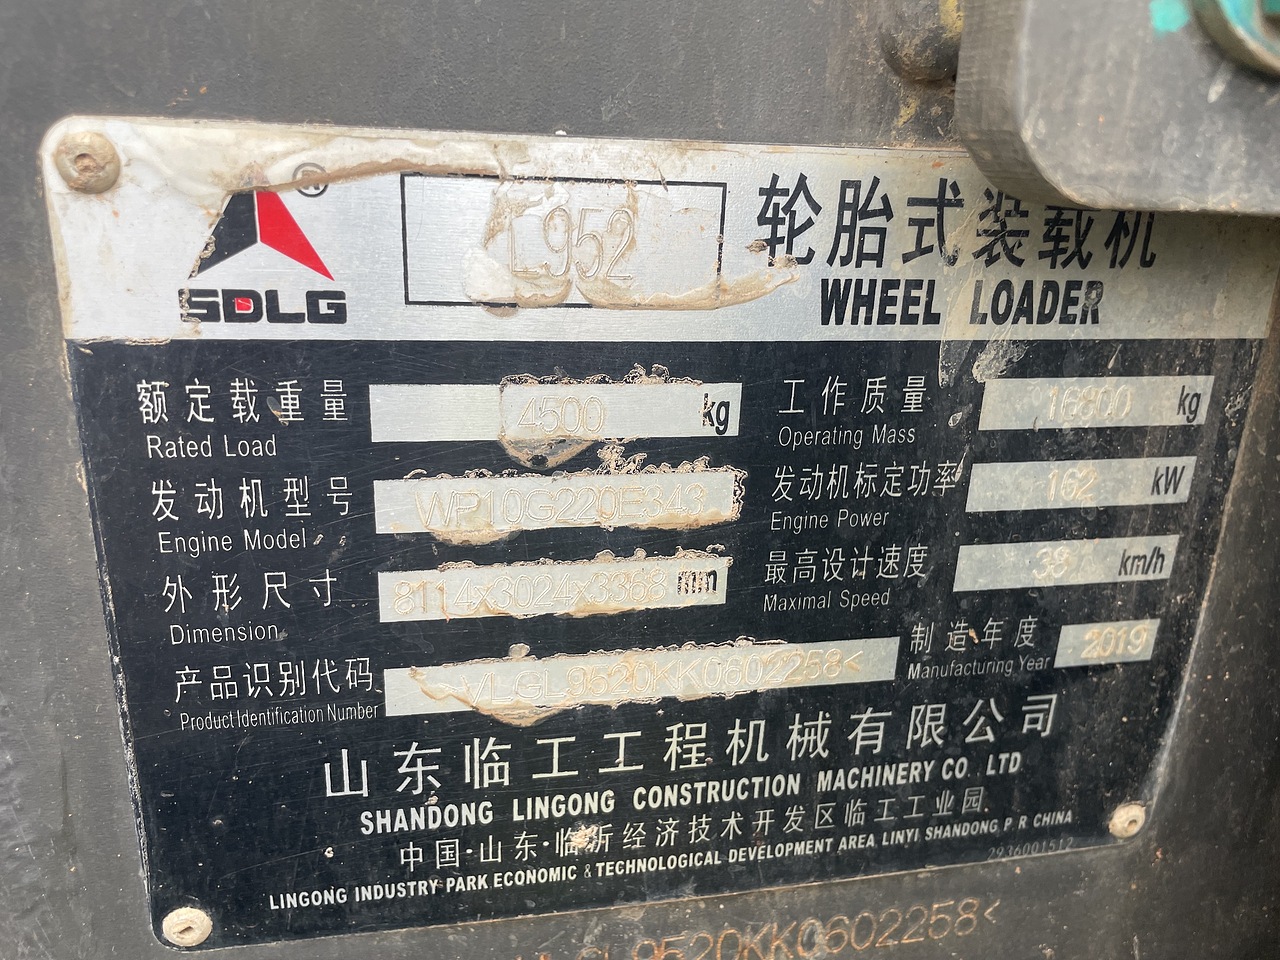 ®
SDLG
L952
轮胎式装载机
WHEEL LOADER
额定载重量 4500 kg
Rated Load
工作质量 16800 kg
Operating Mass
发动机型号 WP10G220E343
Engine Model
发动机标定功率 162 kW
Engine Power
外形尺寸 8114x3024x3368 mm
Dimension
最高设计速度 38 km/h
Maximal Speed
产品识别代码 VLGL9520KK0602258<
Product Identification Number
制造年度 2019
Manufacturing Year
山东临工工程机械有限公司
SHANDONG LINGONG CONSTRUCTION MACHINERY CO. LTD
中国·山东·临沂经济技术开发区临工工业园.
LINGONG INDUSTRY PARK ECONOMIC & TECHNOLOGICAL DEVELOPMENT AREA LINYI SHANDONG P R CHINA
2936001512
L9520KK0602258<